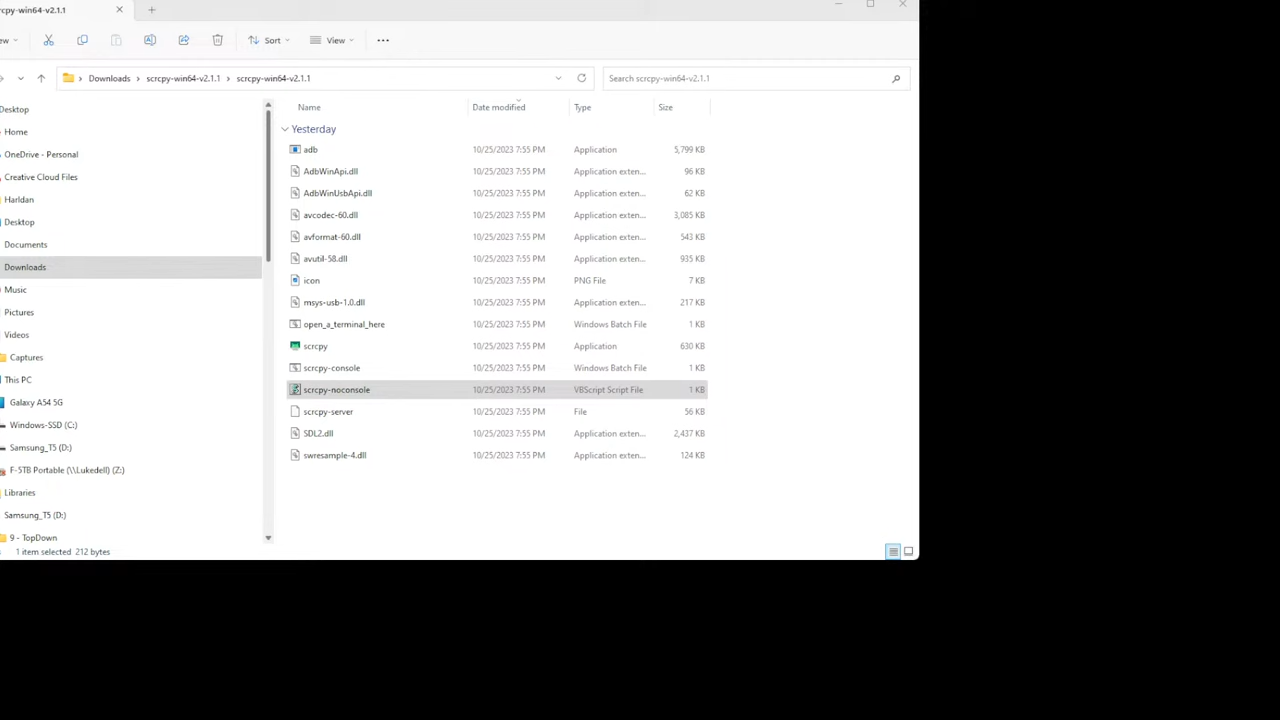 rcpy-win64-v2.1.1
ew
Sort
View
Downloads > scrcpy-win64-v2.1.1 > scrcpy-win64-v2.1.1
Search scrcpy-win64-v2.1.1
Desktop
Home
OneDrive - Personal
Creative Cloud Files
Harldan
Desktop
Documents
Downloads
Music
Pictures
Videos
Captures
This PC
Galaxy A54 5G
Windows-SSD (C:)
Samsung_T5 (D:)
F-5TB Portable (\\Lukedell) (Z:)
Libraries
Samsung_T5 (D:)
9 - TopDown
Name Date modified Type Size
Yesterday
adb 10/25/2023 7:55 PM Application 5,799 KB
AdbWinApi.dll 10/25/2023 7:55 PM Application exten... 96 KB
AdbWinUsbApi.dll 10/25/2023 7:55 PM Application exten... 62 KB
avcodec-60.dll 10/25/2023 7:55 PM Application exten... 3,085 KB
avformat-60.dll 10/25/2023 7:55 PM Application exten... 543 KB
avutil-58.dll 10/25/2023 7:55 PM Application exten... 935 KB
icon 10/25/2023 7:55 PM PNG File 7 KB
msys-usb-1.0.dll 10/25/2023 7:55 PM Application exten... 217 KB
open_a_terminal_here 10/25/2023 7:55 PM Windows Batch File 1 KB
scrcpy 10/25/2023 7:55 PM Application 630 KB
scrcpy-console 10/25/2023 7:55 PM Windows Batch File 1 KB
scrcpy-noconsole 10/25/2023 7:55 PM VBScript Script File 1 KB
scrcpy-server 10/25/2023 7:55 PM File 56 KB
SDL2.dll 10/25/2023 7:55 PM Application exten... 2,437 KB
swresample-4.dll 10/25/2023 7:55 PM Application exten... 124 KB
1 item selected 212 bytes